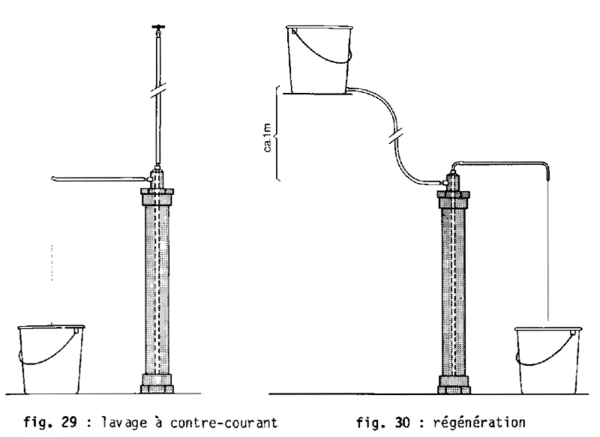 ca.1m
fig. 29 : lavage à contre-courant
fig. 30 : régénération